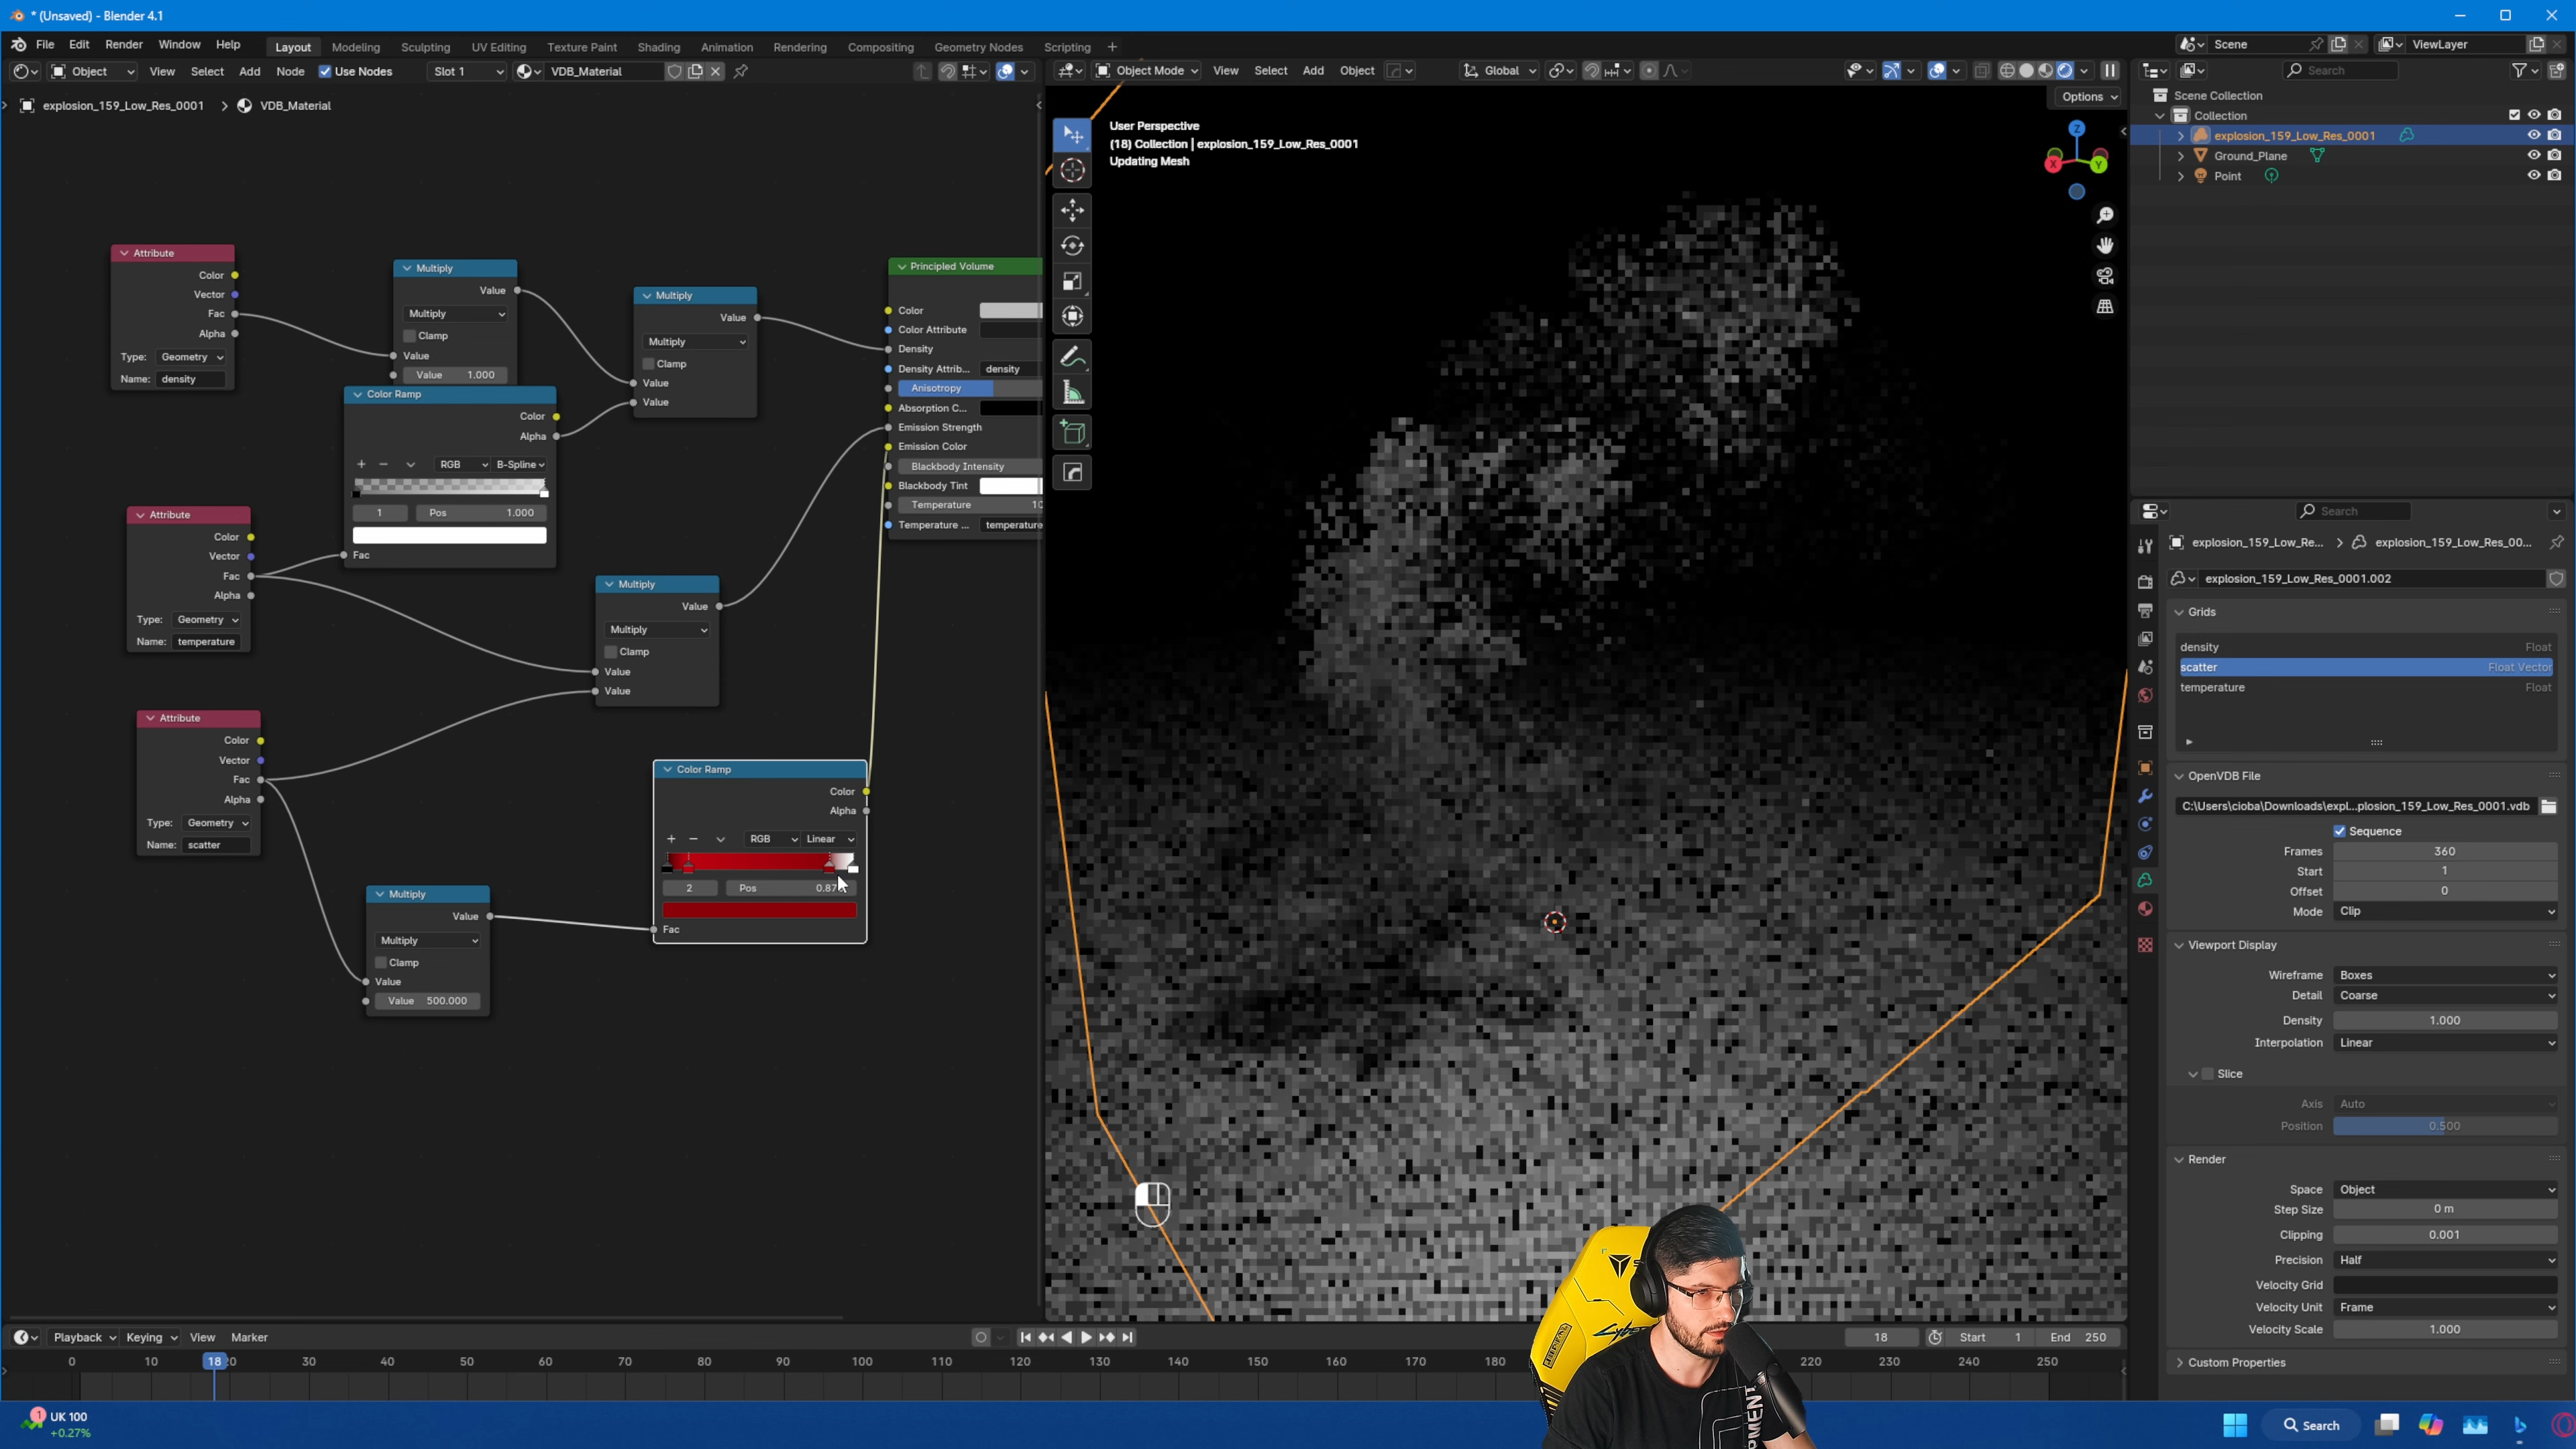 * (Unsaved) - Blender 4.1
File Edit Render Window Help Layout Modeling Sculpting UV Editing Texture Paint Shading Animation Rendering Compositing Geometry Nodes Scripting +
Scene ViewLayer
Object View Select Add Node Use Nodes Slot 1 VDB_Material
Object Mode View Select Add Object Global
Search
explosion_159_Low_Res_0001 > VDB_Material
Options
User Perspective
(18) Collection | explosion_159_Low_Res_0001
Updating Mesh
Z
X
Y
Scene Collection
Collection
explosion_159_Low_Res_0001
Ground_Plane
Point
Attribute
Color
Vector
Fac
Alpha
Type: Geometry
Name: density
Multiply
Value
Multiply
Clamp
Value
Value 1.000
Multiply
Value
Multiply
Clamp
Value
Value
Color Ramp
Color
Alpha
+ − RGB B-Spline
1 Pos 1.000
Fac
Principled Volume
Color
Color Attribute
Density
Density Attrib... density
Anisotropy
Absorption C...
Emission Strength
Emission Color
Blackbody Intensity
Blackbody Tint
Temperature 10
Temperature ... temperature
Attribute
Color
Vector
Fac
Alpha
Type: Geometry
Name: temperature
Multiply
Value
Multiply
Clamp
Value
Value
Attribute
Color
Vector
Fac
Alpha
Type: Geometry
Name: scatter
Color Ramp
Color
Alpha
+ − RGB Linear
2 Pos 0.87
Fac
Multiply
Value
Multiply
Clamp
Value
Value 500.000
Search
explosion_159_Low_Re... > explosion_159_Low_Res_00...
explosion_159_Low_Res_0001.002
Grids
density Float
scatter Float Vector
temperature Float
OpenVDB File
C:\Users\cioba\Downloads\expl...plosion_159_Low_Res_0001.vdb
Sequence
Frames 360
Start 1
Offset 0
Mode Clip
Viewport Display
Wireframe Boxes
Detail Coarse
Density 1.000
Interpolation Linear
Slice
Axis Auto
Position 0.500
Render
Space Object
Step Size 0 m
Clipping 0.001
Precision Half
Velocity Grid
Velocity Unit Frame
Velocity Scale 1.000
Custom Properties
Playback Keying View Marker
18 Start 1 End 250
0 10 18 20 30 40 50 60 70 80 90 100 110 120 130 140 150 160 170 180 220 230 240 250
1 UK 100
+0.27%
Search